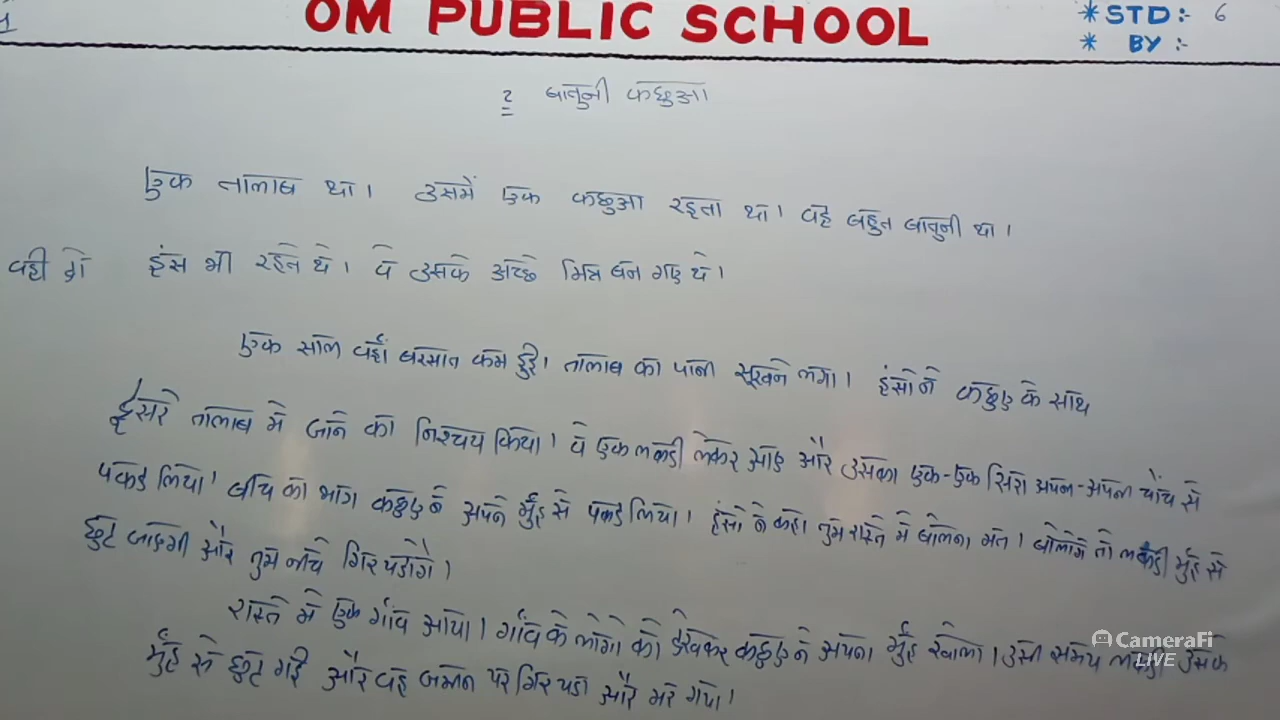 OM PUBLIC SCHOOL
* STD:- 6
* BY :-
२ बातुनी कछुआ
एक तालाब था। उसमें एक कछुआ रहता था। वह बहुत बातुनी था।
वही दो हंस भी रहते थे। वे उसके अच्छे मित्र बन गए थे।
एक साल वहाँ बरसात कम हुई। तालाब का पानी सूखने लगा। हंसो ने कछुए के साथ
दूसरे तालाब मे जाने का निश्चय किया। वे एक लकडी लेकर आए और उसका एक-एक सिरा अपन-अपना चोंच से
पकड लिया। बीच का भाग कछुए ने अपने मुँह से पकड लिया। हंसो ने कहा तुम रास्ते मे बोलना मत। बोलोगे तो लकडी मुँह से
छुट जाएगी और तुम नीचे गिर पडोगे।
रास्ते मे एक गाँव आया। गाँव के लोगो को देखकर कछुए ने अपना मुँह खोला। उसी समय लकडी उसके
मुँह से छुट गई और वह जमीन पर गिर पडा और मर गया।
CameraFi
LIVE